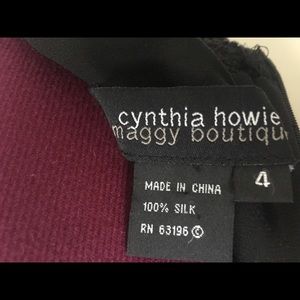 cynthia howie
maggy boutiqu
4
MADE IN CHINA
100% SILK
RN 63196 ©